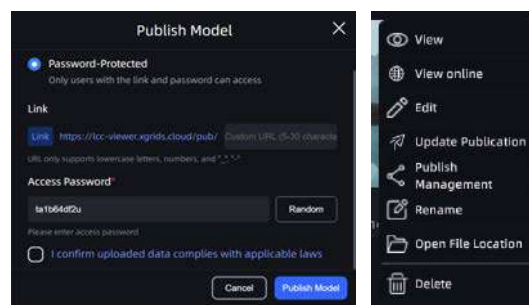 Publish Model
Password-Protected
Only users with the link and password can access
Link
Link https://lcc-viewer.xgrids.cloud/pub/ Custom URL (5-30 characte
URL only supports lowercase letters, numbers, and "_", "-"
Access Password*
ta1b64df2u Random
Please enter access password
I confirm uploaded data complies with applicable laws
Cancel Publish Model
View
View online
Edit
Update Publication
Publish
Management
Rename
Open File Location
Delete